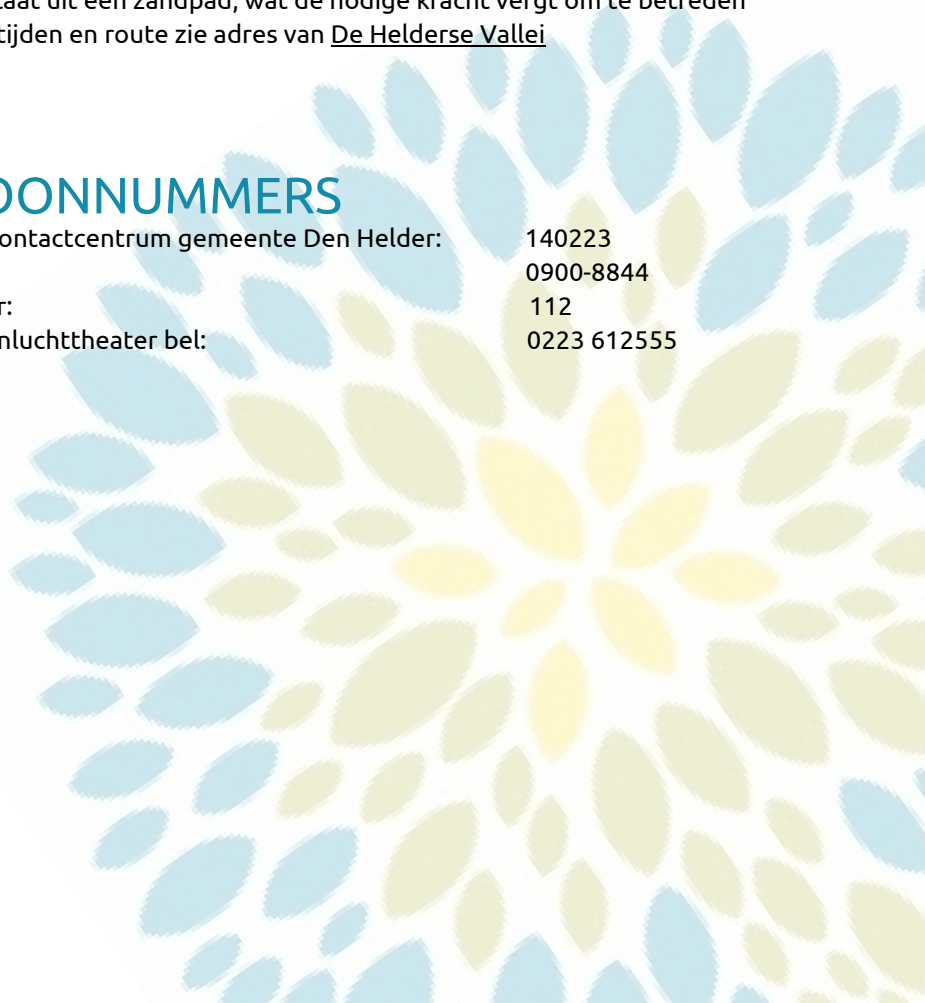 taat uit een zandpad, wat de nodige kracht vergt om te betreden
tijden en route zie adres van De Helderse Vallei
OONNUMMERS
ontactcentrum gemeente Den Helder: 140223
0900-8844
r: 112
nluchttheater bel: 0223 612555